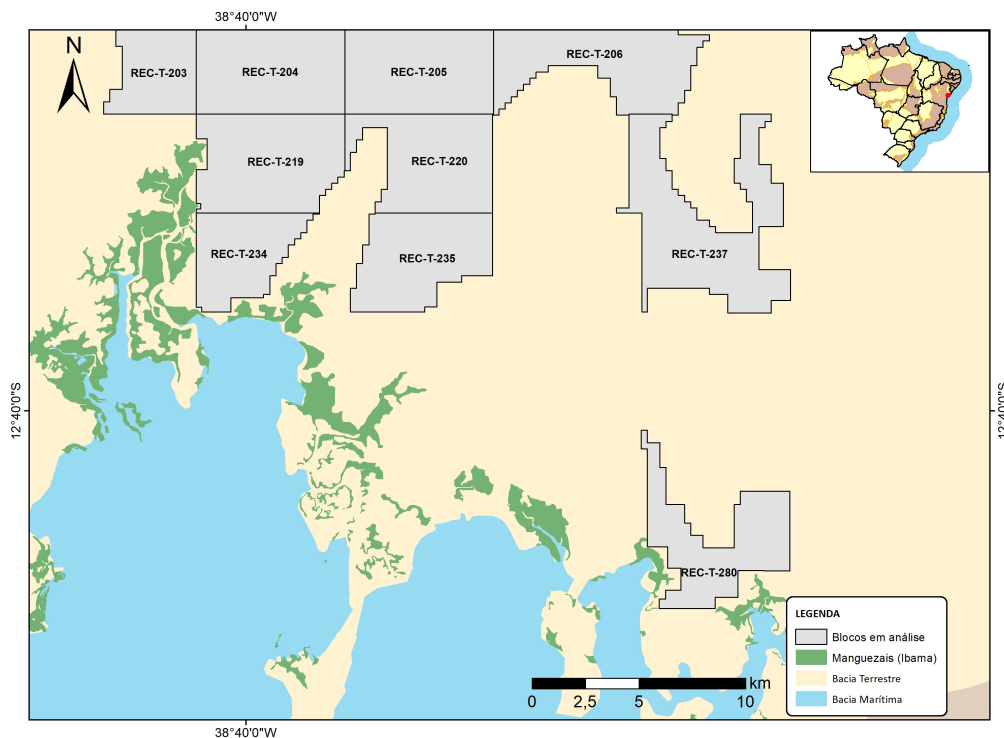 38°40'0"W
N
REC-T-203
REC-T-204
REC-T-205
REC-T-206
REC-T-219
REC-T-220
REC-T-234
REC-T-235
REC-T-237
12°40'0"S
12°40'0"S
REC-T-280
LEGENDA
Blocos em análise
Manguezais (Ibama)
Bacia Terrestre
Bacia Marítima
km
0 2,5 5 10
38°40'0"W